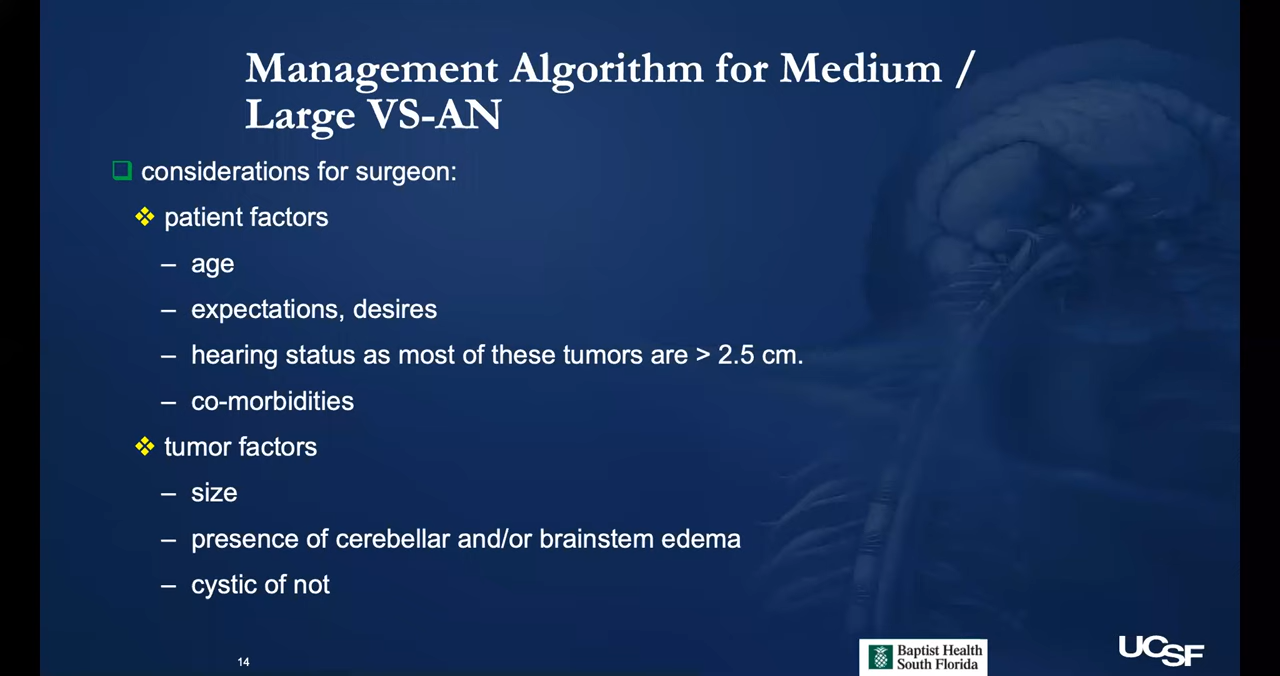 Management Algorithm for Medium /
Large VS-AN
considerations for surgeon:
patient factors
– age
– expectations, desires
– hearing status as most of these tumors are > 2.5 cm.
– co-morbidities
tumor factors
– size
– presence of cerebellar and/or brainstem edema
– cystic of not
14
Baptist Health
South Florida
UCSF